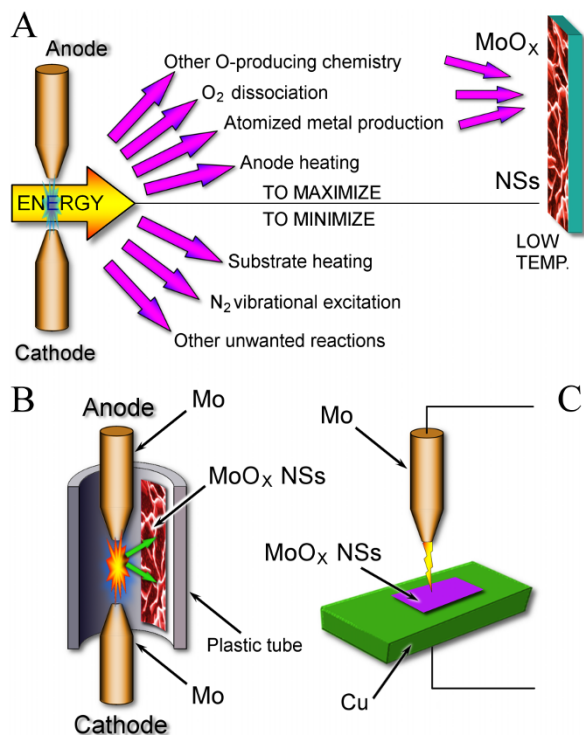 A
Anode
Other O-producing chemistry
O₂ dissociation
Atomized metal production
Anode heating
MoOₓ
ENERGY
TO MAXIMIZE
TO MINIMIZE
NSs
Substrate heating
N₂ vibrational excitation
Other unwanted reactions
LOW
TEMP.
Cathode
B
Anode
Mo
MoOₓ NSs
Plastic tube
Mo
Cathode
C
Mo
MoOₓ NSs
Cu